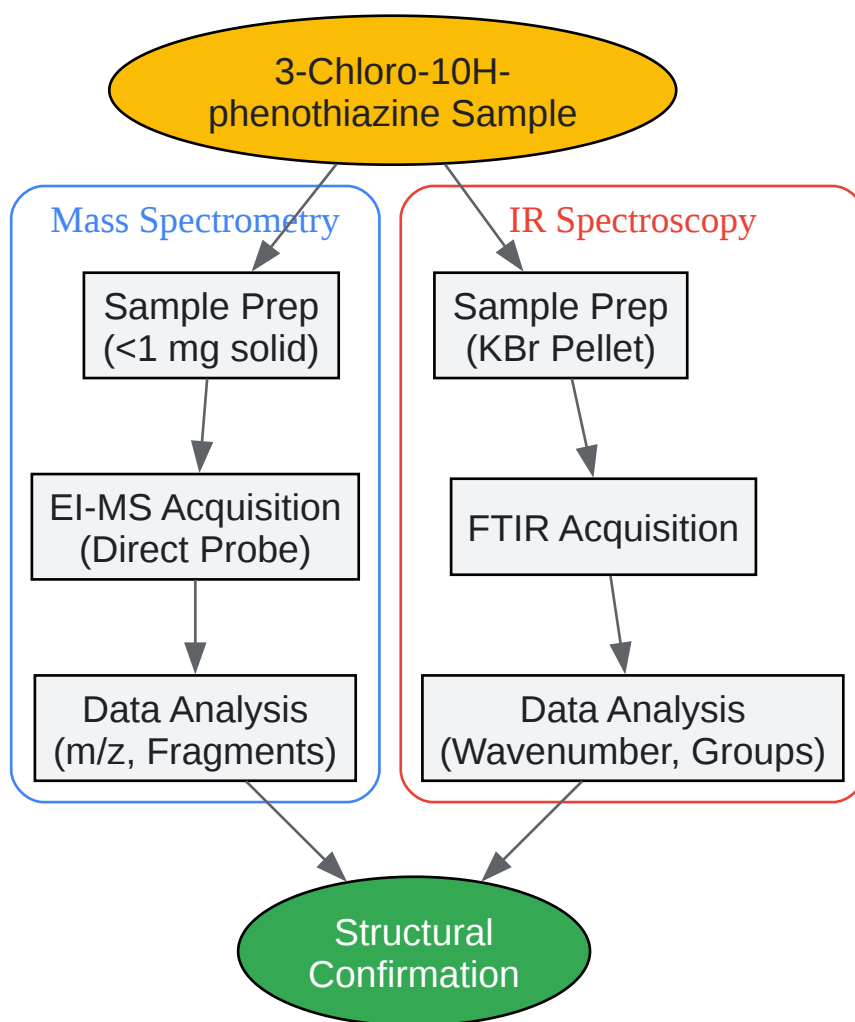 3-Chloro-10H-
phenothiazine Sample
Mass Spectrometry
Sample Prep
(<1 mg solid)
EI-MS Acquisition
(Direct Probe)
Data Analysis
(m/z, Fragments)
IR Spectroscopy
Sample Prep
(KBr Pellet)
FTIR Acquisition
Data Analysis
(Wavenumber, Groups)
Structural
Confirmation